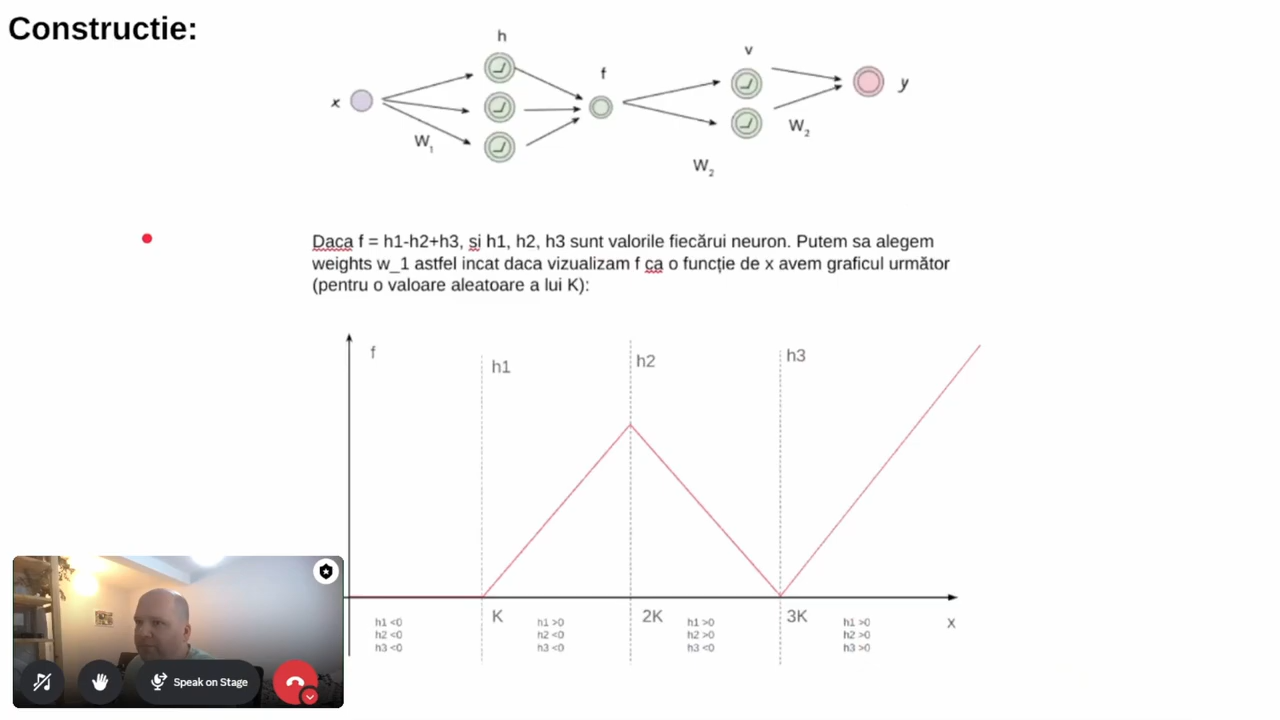 Constructie:
h
f
v
x
y
W1
W2
W2
Daca f = h1-h2+h3, și h1, h2, h3 sunt valorile fiecărui neuron. Putem sa alegem
weights w_1 astfel incat daca vizualizam f ca o funcție de x avem graficul următor
(pentru o valoare aleatoare a lui K):
f
h1
h2
h3
K
2K
3K
x
h1 <0
h2 <0
h3 <0
h1 >0
h2 <0
h3 <0
h1 >0
h2 >0
h3 <0
h1 >0
h2 >0
h3 >0
Speak on Stage